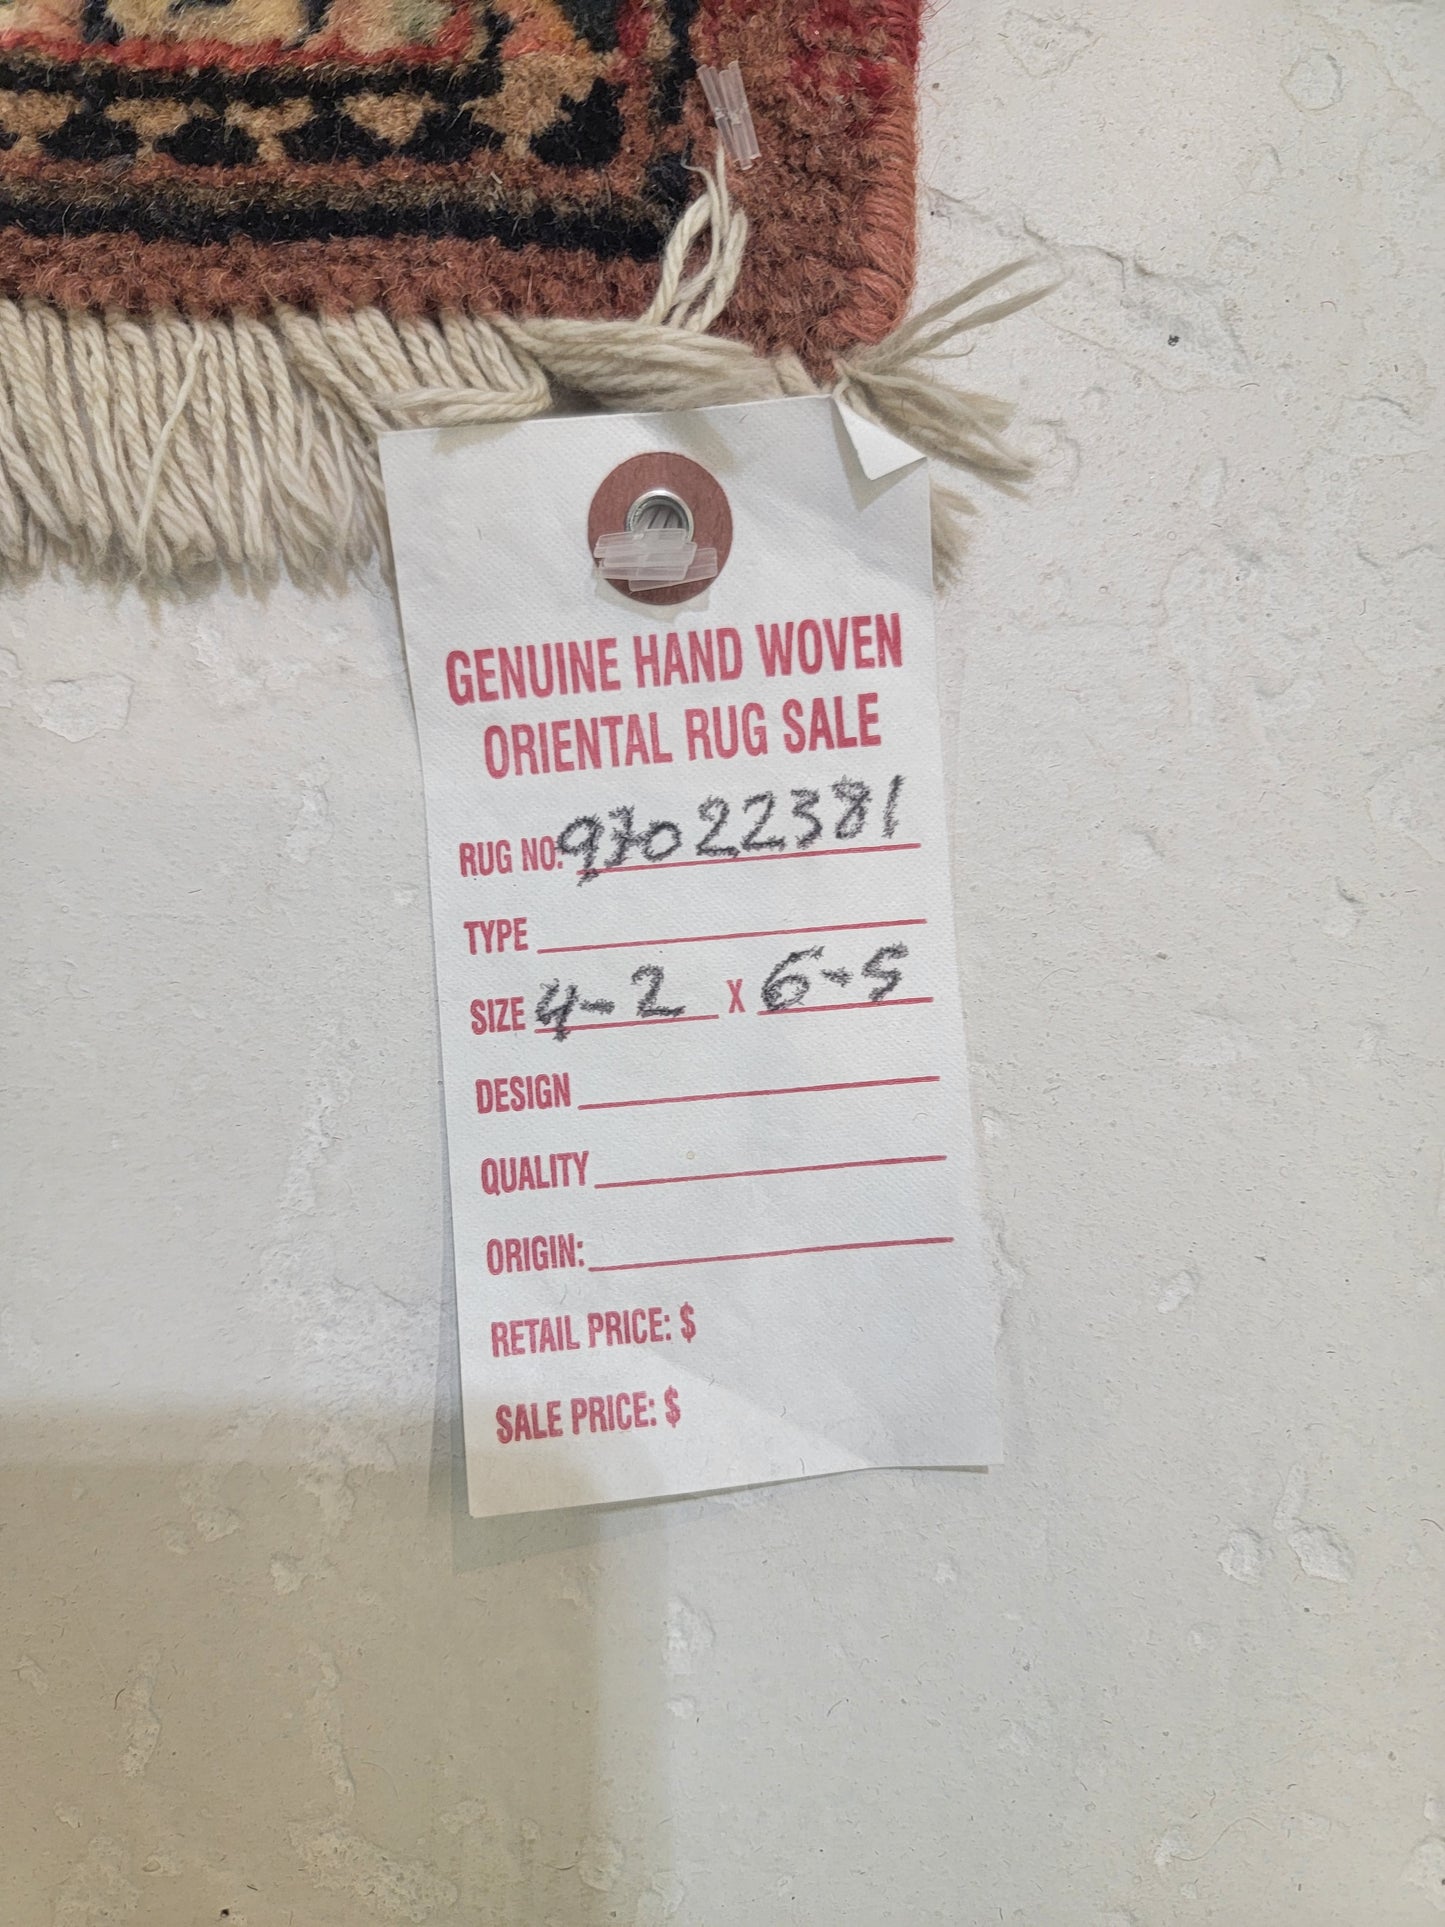 GENUINE HAND WOVEN
ORIENTAL RUG SALE
RUG NO: 93022381
TYPE
SIZE 4-2 X 6-5
DESIGN
QUALITY
ORIGIN:
RETAIL PRICE: $
SALE PRICE: $